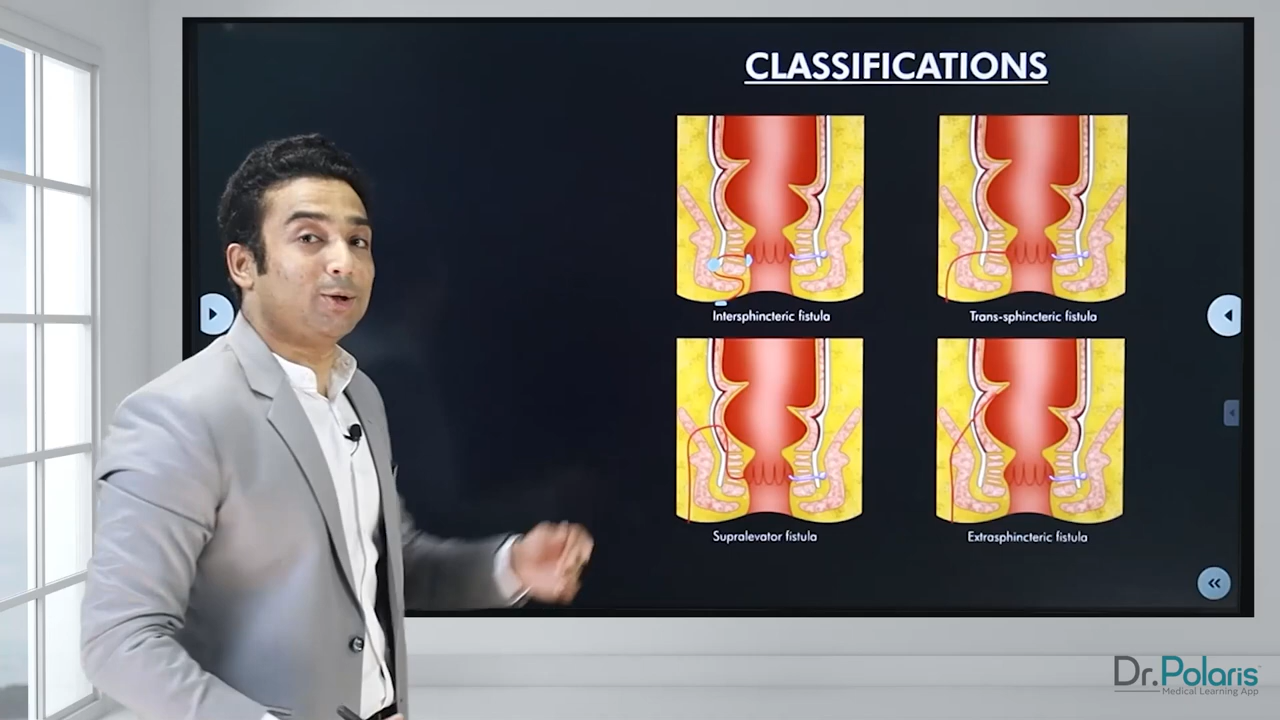 CLASSIFICATIONS
Intersphincteric fistula
Trans-sphincteric fistula
Supralevator fistula
Extrasphincteric fistula
Dr.Polaris
Medical Learning App